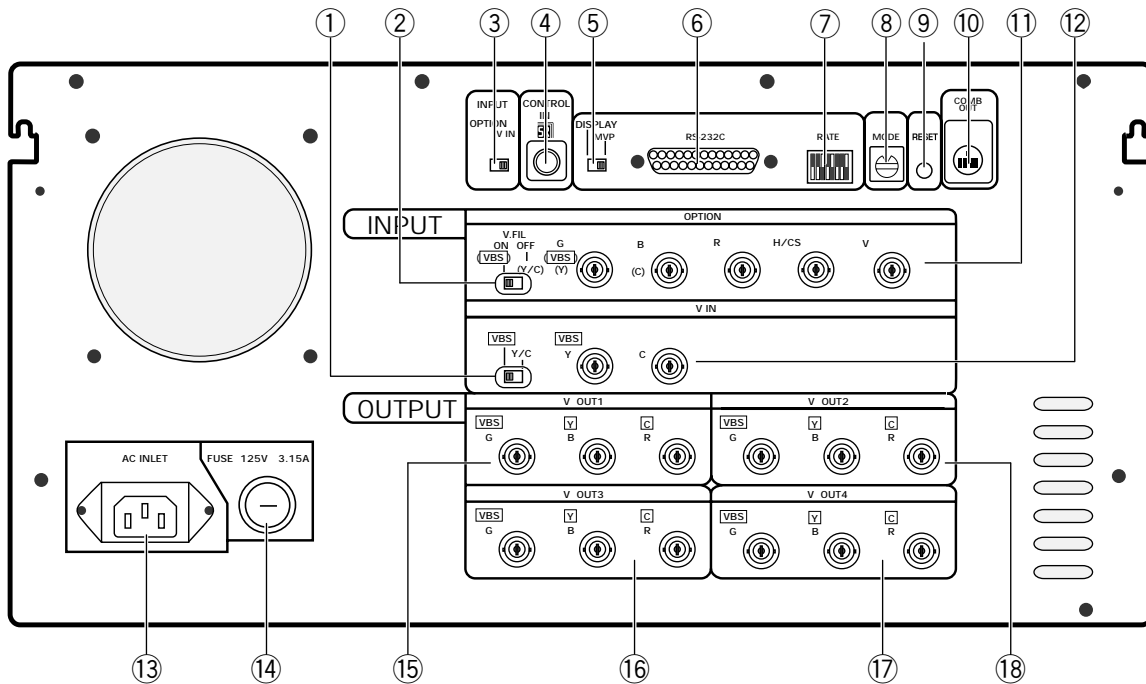 ① ② ③ ④ ⑤ ⑥ ⑦ ⑧ ⑨ ⑩ ⑪ ⑫
INPUT
OPTION
V IN
CONTROL
IN
DISPLAY
MVP
RS 232C
RATE
MODE
RESET
COMB
OUT
INPUT
OPTION
V.FIL
ON OFF
(VBS)
(Y/C)
G
(VBS)
(Y)
B
(C)
R
H/CS
V
V IN
VBS
Y/C
VBS
Y
C
OUTPUT
V OUT1
VBS Y C
G B R
V OUT2
VBS Y C
G B R
V OUT3
VBS Y C
G B R
V OUT4
VBS Y C
G B R
AC INLET
FUSE 125V 3.15A
⑬ ⑭ ⑮ ⑯ ⑰ ⑱